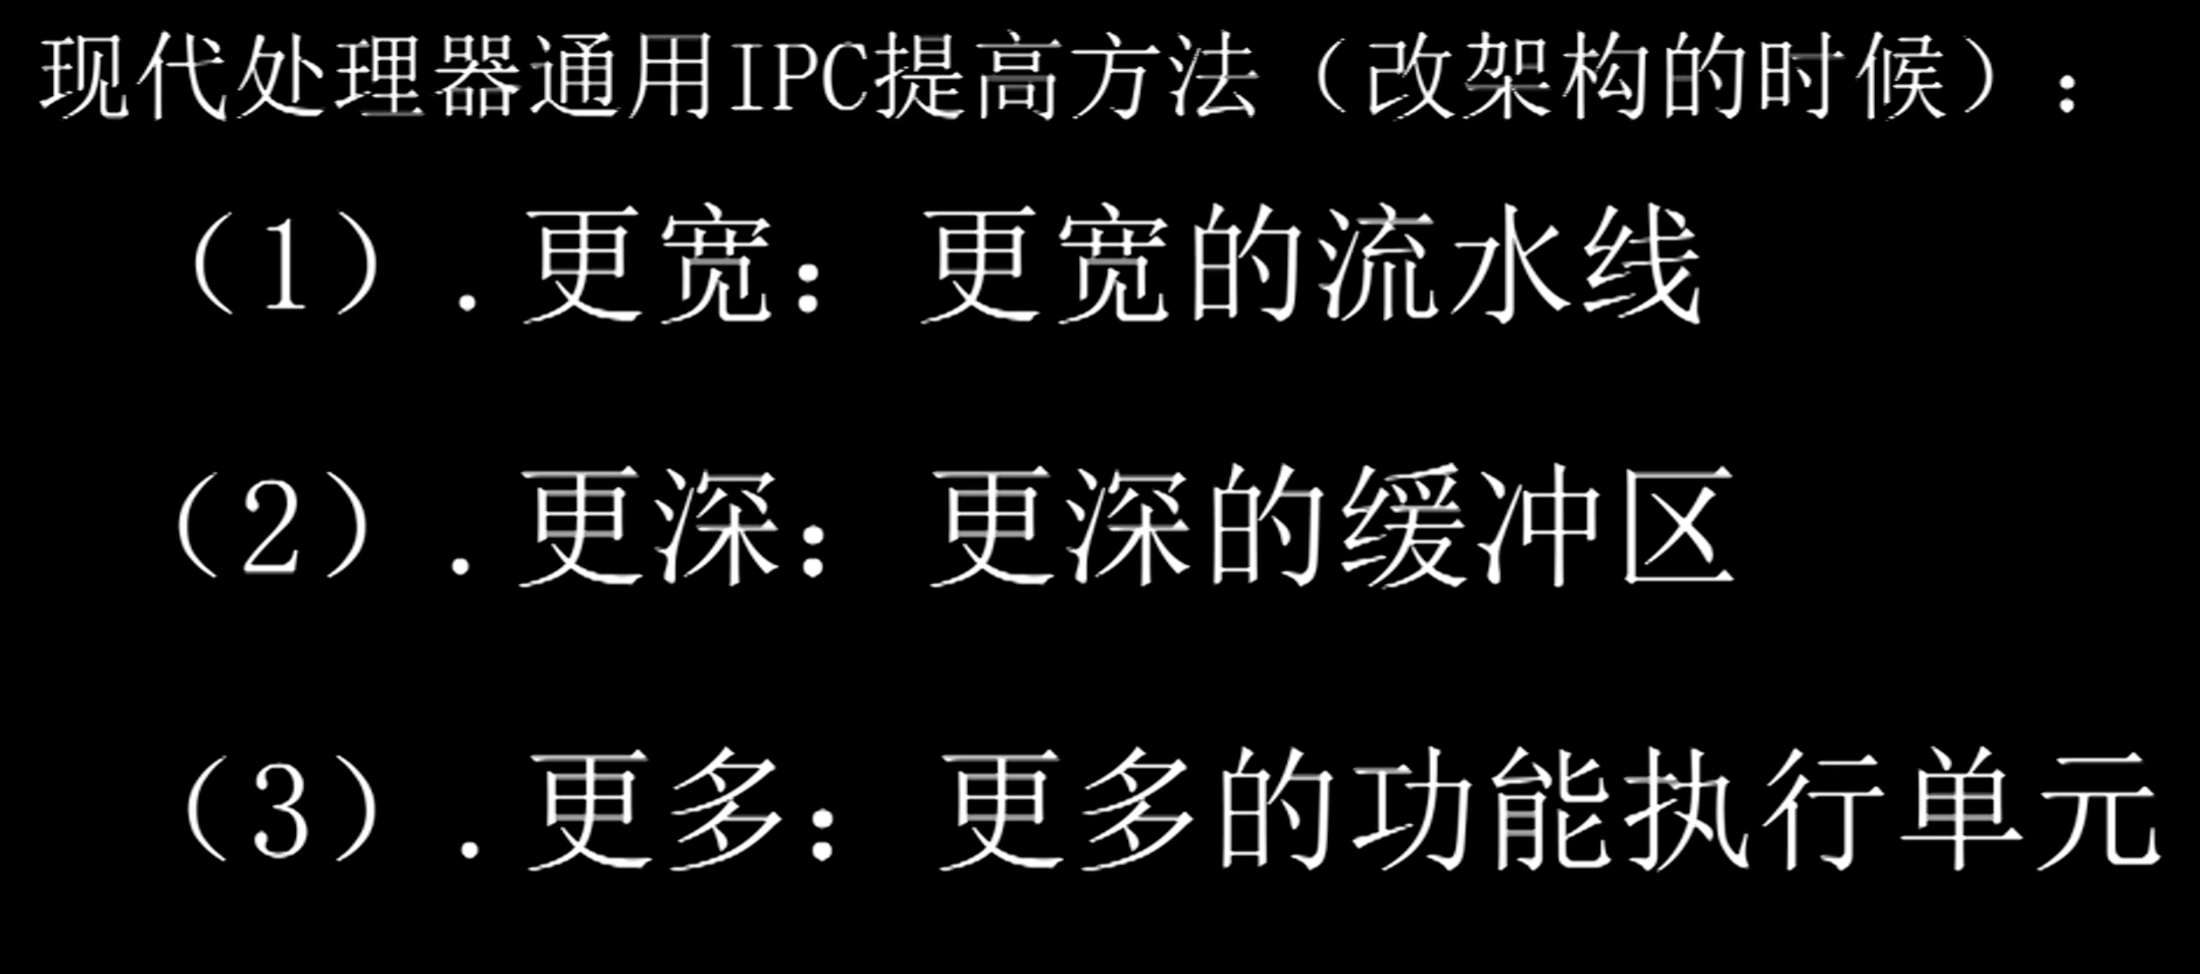 现代处理器通用IPC提高方法（改架构的时候）：
（1）.更宽：更宽的流水线
（2）.更深：更深的缓冲区
（3）.更多：更多的功能执行单元